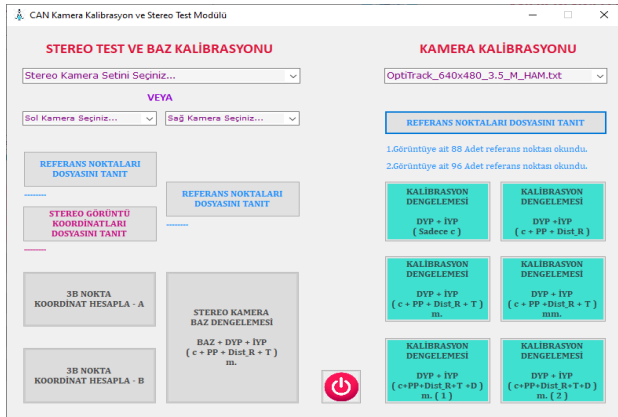 CAN Kamera Kalibrasyon ve Stereo Test Modülü
STEREO TEST VE BAZ KALİBRASYONU
Stereo Kamera Setini Seçiniz...
VEYA
Sol Kamera Seçiniz...
Sağ Kamera Seçiniz...
REFERANS NOKTALARI
DOSYASINI TANIT
--------
STEREO GÖRÜNTÜ
KOORDİNATLARI
DOSYASINI TANIT
--------
REFERANS NOKTALARI
DOSYASINI TANIT
--------
3B NOKTA
KOORDİNAT HESAPLA - A
3B NOKTA
KOORDİNAT HESAPLA - B
STEREO KAMERA
BAZ DENGELEMESİ
BAZ + DYP + İYP
( c + PP + Dist_R + T )
m.
KAMERA KALİBRASYONU
OptiTrack_640x480_3.5_M_HAM.txt
REFERANS NOKTALARI DOSYASINI TANIT
1.Görüntüye ait 88 Adet referans noktası okundu.
2.Görüntüye ait 96 Adet referans noktası okundu.
KALİBRASYON
DENGELEMESİ
DYP + İYP
( Sadece c )
KALİBRASYON
DENGELEMESİ
DYP +İYP
( c + PP + Dist_R )
KALİBRASYON
DENGELEMESİ
DYP + İYP
( c + PP + Dist_R + T )
m.
KALİBRASYON
DENGELEMESİ
DYP + İYP
( c + PP + Dist_R + T )
mm.
KALİBRASYON
DENGELEMESİ
DYP + İYP
( c+PP+Dist_R+T +D )
m. ( 1 )
KALİBRASYON
DENGELEMESİ
DYP + İYP
( c+PP+Dist_R+T+D )
m. ( 2 )